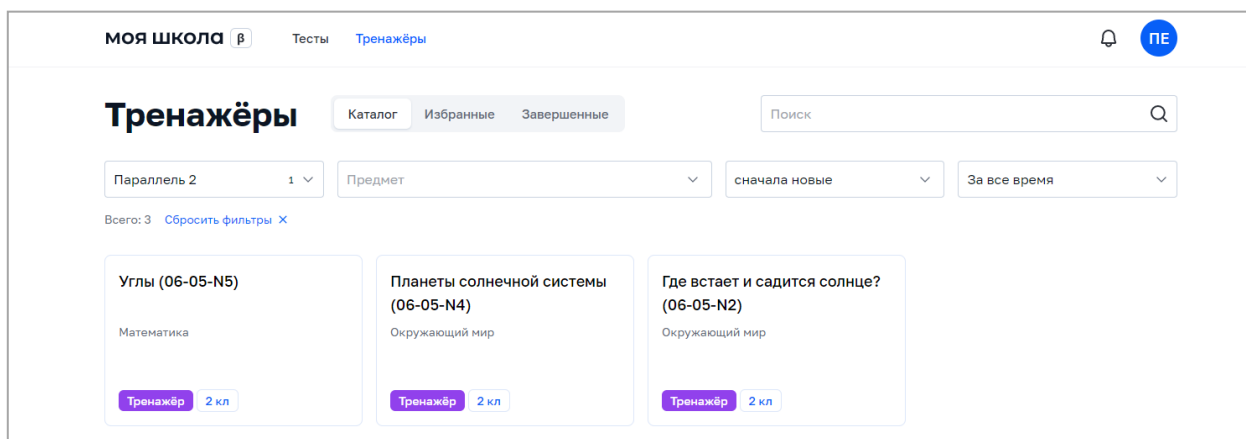 моя школа β Тесты Тренажёры ПЕ
Тренажёры Каталог Избранные Завершенные Поиск
Параллель 2 1 Предмет сначала новые За все время
Всего: 3 Сбросить фильтры ×
Углы (06-05-N5)
Математика
Тренажёр 2 кл
Планеты солнечной системы
(06-05-N4)
Окружающий мир
Тренажёр 2 кл
Где встает и садится солнце?
(06-05-N2)
Окружающий мир
Тренажёр 2 кл